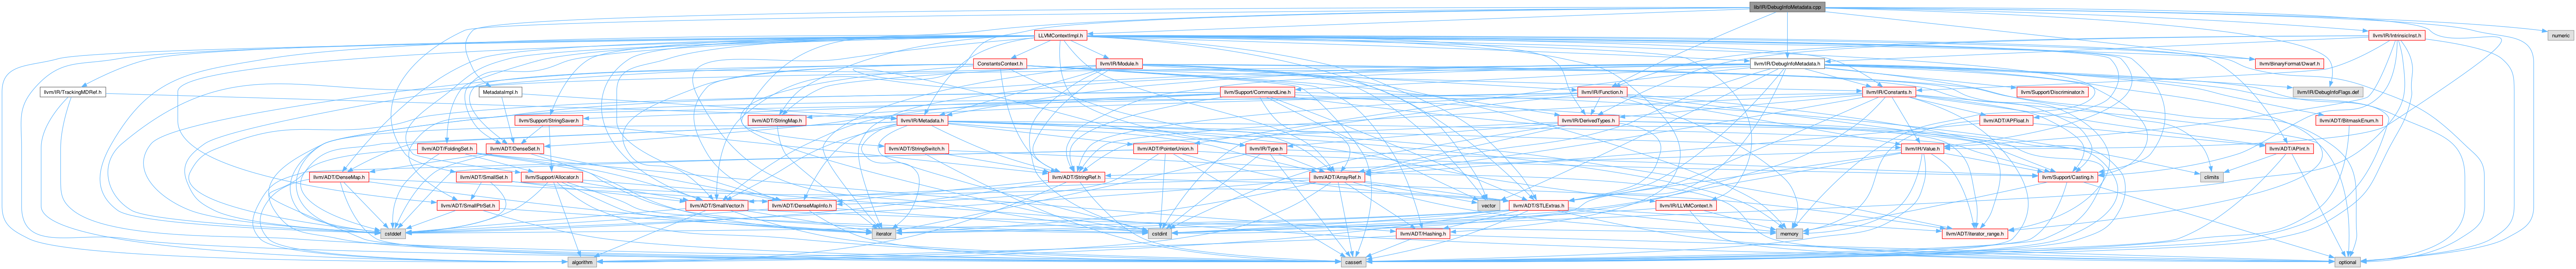 lib/IR/DebugInfoMetadata.cpp
LLVMContextImpl.h
llvm/IR/IntrinsicInst.h
numeric
ConstantsContext.h
llvm/IR/Module.h
llvm/IR/DebugInfoMetadata.h
llvm/BinaryFormat/Dwarf.h
llvm/IR/TrackingMDRef.h
MetadataImpl.h
llvm/Support/CommandLine.h
llvm/IR/Function.h
llvm/IR/Constants.h
llvm/Support/Discriminator.h
llvm/IR/DebugInfoFlags.def
llvm/Support/StringSaver.h
llvm/ADT/StringMap.h
llvm/IR/Metadata.h
llvm/IR/DerivedTypes.h
llvm/ADT/APFloat.h
llvm/ADT/BitmaskEnum.h
llvm/ADT/FoldingSet.h
llvm/ADT/DenseSet.h
llvm/ADT/StringSwitch.h
llvm/ADT/PointerUnion.h
llvm/IR/Type.h
llvm/IR/Value.h
llvm/ADT/APInt.h
llvm/ADT/DenseMap.h
llvm/ADT/SmallSet.h
llvm/Support/Allocator.h
llvm/ADT/StringRef.h
llvm/ADT/ArrayRef.h
llvm/Support/Casting.h
climits
llvm/ADT/SmallPtrSet.h
llvm/ADT/SmallVector.h
llvm/ADT/DenseMapInfo.h
vector
llvm/ADT/STLExtras.h
llvm/IR/LLVMContext.h
cstddef
iterator
cstdint
llvm/ADT/Hashing.h
memory
llvm/ADT/iterator_range.h
algorithm
cassert
optional